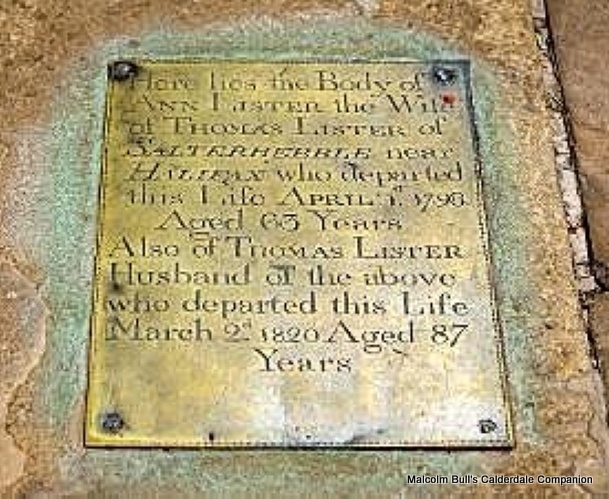 Here lies the Body of
ANN LISTER the Wife
of THOMAS LISTER of
SALTERHEBBLE near
HALIFAX who departed
this Life APRIL 1st 1796
Aged 63 Years
Also of THOMAS LISTER
Husband of the above
who departed this Life
March 2d 1820 Aged 87
Years
Malcolm Bull's Calderdale Companion